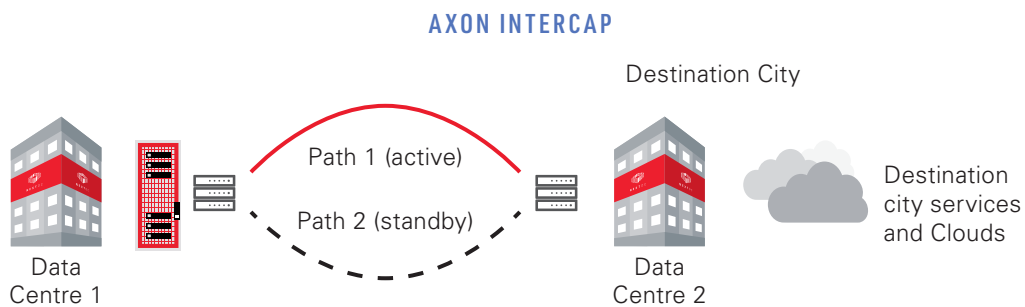 AXON INTERCAP
Destination City
Path 1 (active)
Path 2 (standby)
Data
Centre 1
Data
Centre 2
Destination
city services
and Clouds